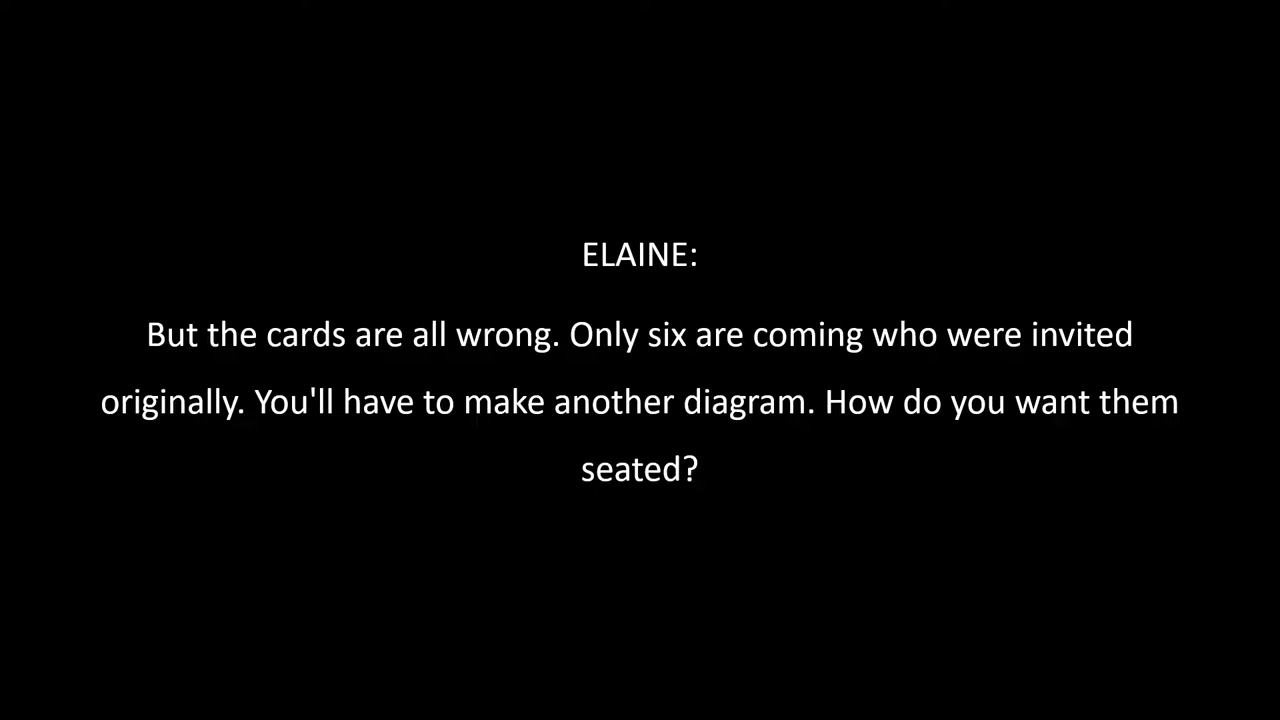 ELAINE:
But the cards are all wrong. Only six are coming who were invited
originally. You'll have to make another diagram. How do you want them
seated?